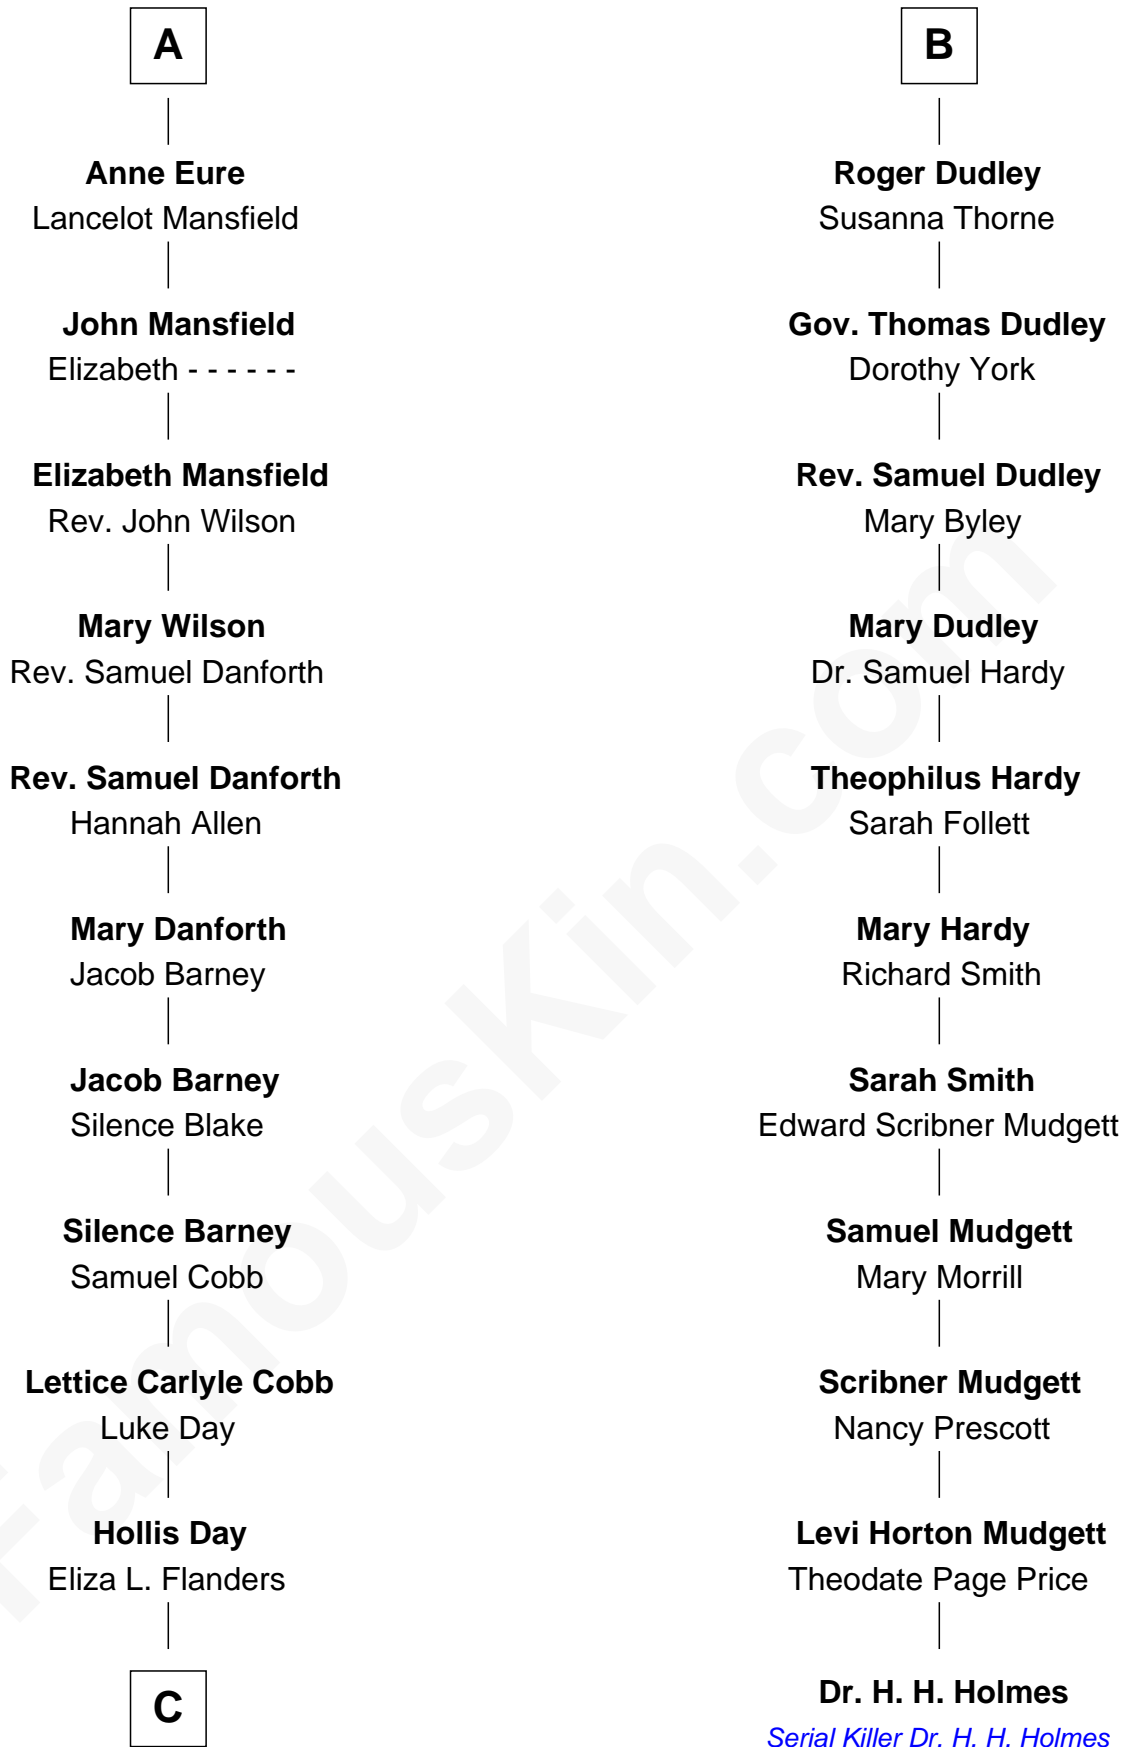 A
Anne Eure
Lancelot Mansfield
John Mansfield
Elizabeth - - - - - -
Elizabeth Mansfield
Rev. John Wilson
Mary Wilson
Rev. Samuel Danforth
Rev. Samuel Danforth
Hannah Allen
Mary Danforth
Jacob Barney
Jacob Barney
Silence Blake
Silence Barney
Samuel Cobb
Lettice Carlyle Cobb
Luke Day
Hollis Day
Eliza L. Flanders
C
B
Roger Dudley
Susanna Thorne
Gov. Thomas Dudley
Dorothy York
Rev. Samuel Dudley
Mary Byley
Mary Dudley
Dr. Samuel Hardy
Theophilus Hardy
Sarah Follett
Mary Hardy
Richard Smith
Sarah Smith
Edward Scribner Mudgett
Samuel Mudgett
Mary Morrill
Scribner Mudgett
Nancy Prescott
Levi Horton Mudgett
Theodate Page Price
Dr. H. H. Holmes
Serial Killer Dr. H. H. Holmes
FamousKin.com